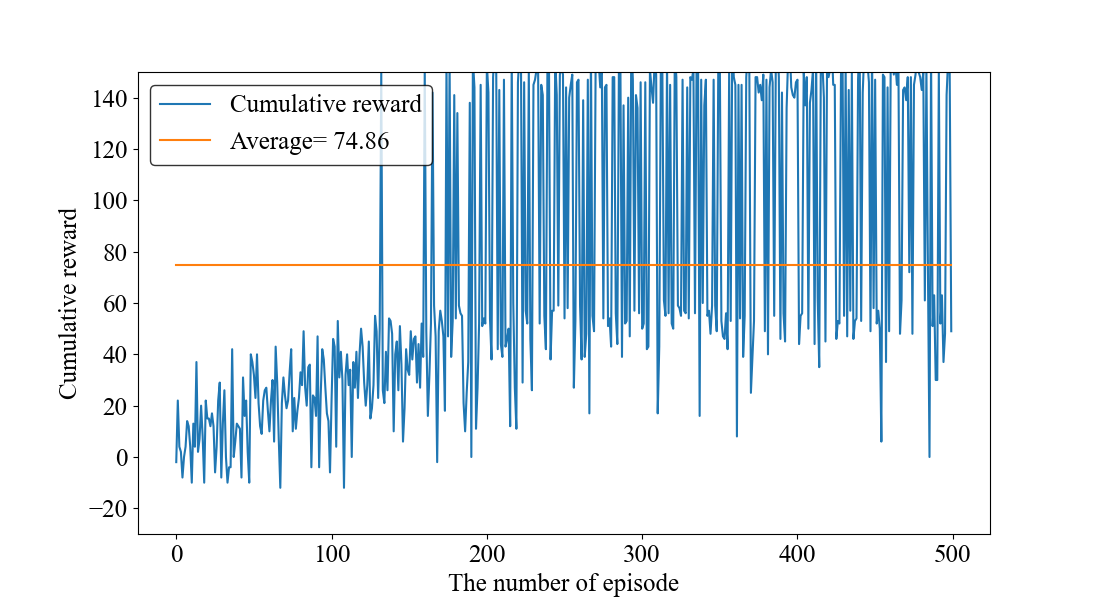 Cumulative reward
Average= 74.86
140
120
100
80
60
40
20
0
−20
Cumulative reward
0 100 200 300 400 500
The number of episode